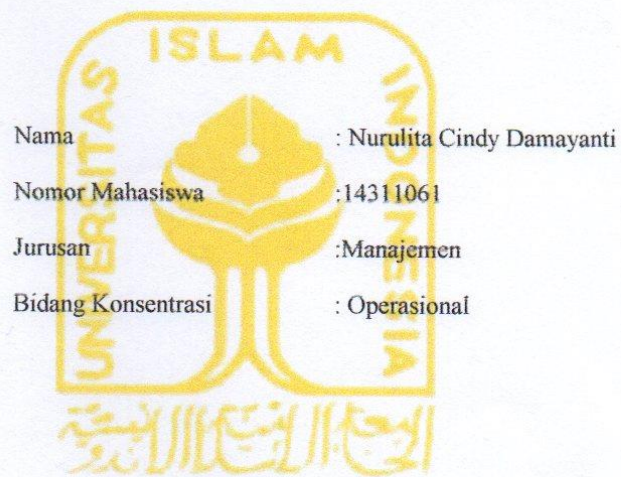 UNIVERSITAS ISLAM INDONESIA
Nama : Nurulita Cindy Damayanti
Nomor Mahasiswa :14311061
Jurusan :Manajemen
Bidang Konsentrasi : Operasional